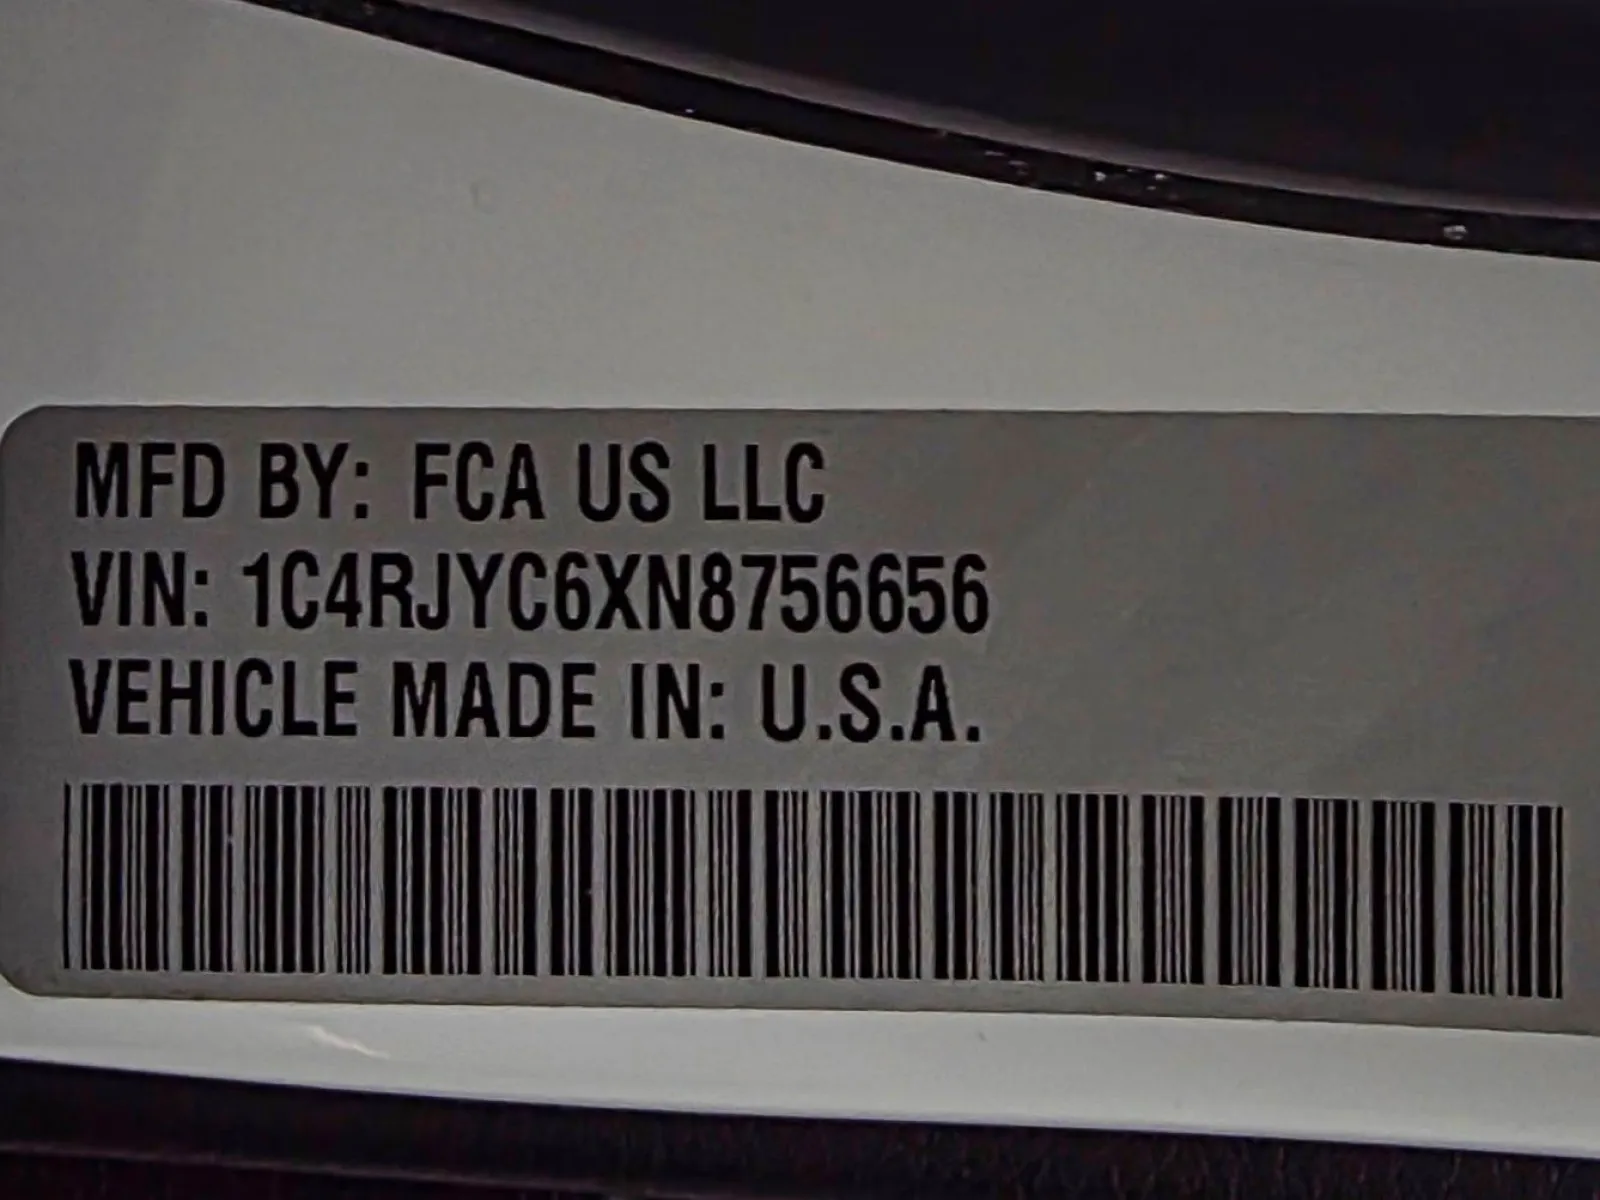 MFD BY: FCA US LLC
VIN: 1C4RJYC6XN8756656
VEHICLE MADE IN: U.S.A.